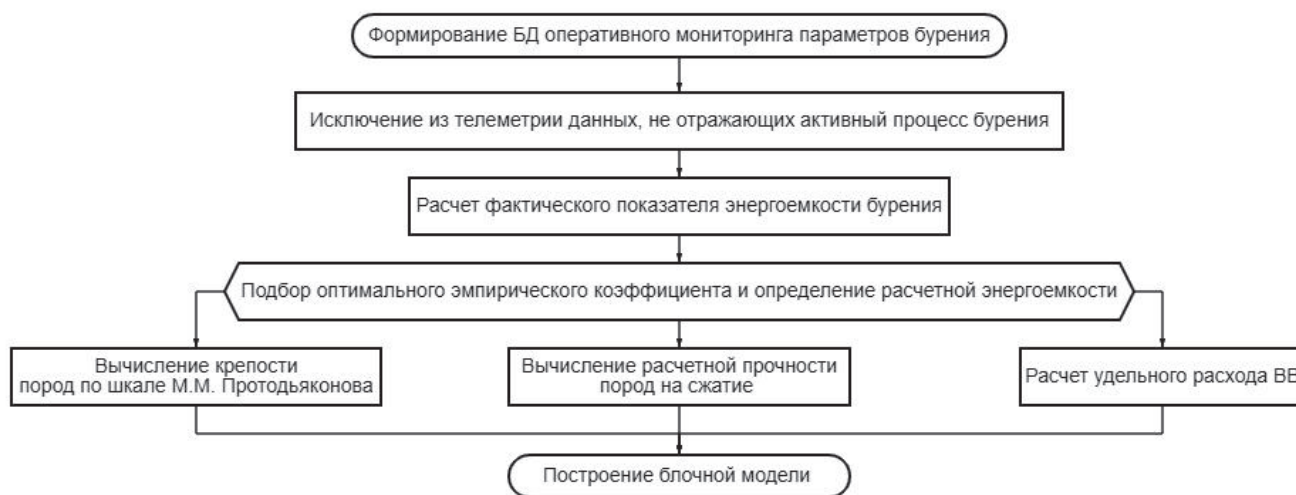 Формирование БД оперативного мониторинга параметров бурения
Исключение из телеметрии данных, не отражающих активный процесс бурения
Расчет фактического показателя энергоемкости бурения
Подбор оптимального эмпирического коэффициента и определение расчетной энергоемкости
Вычисление крепости
пород по шкале М.М. Протодьяконова
Вычисление расчетной прочности
пород на сжатие
Расчет удельного расхода ВВ
Построение блочной модели